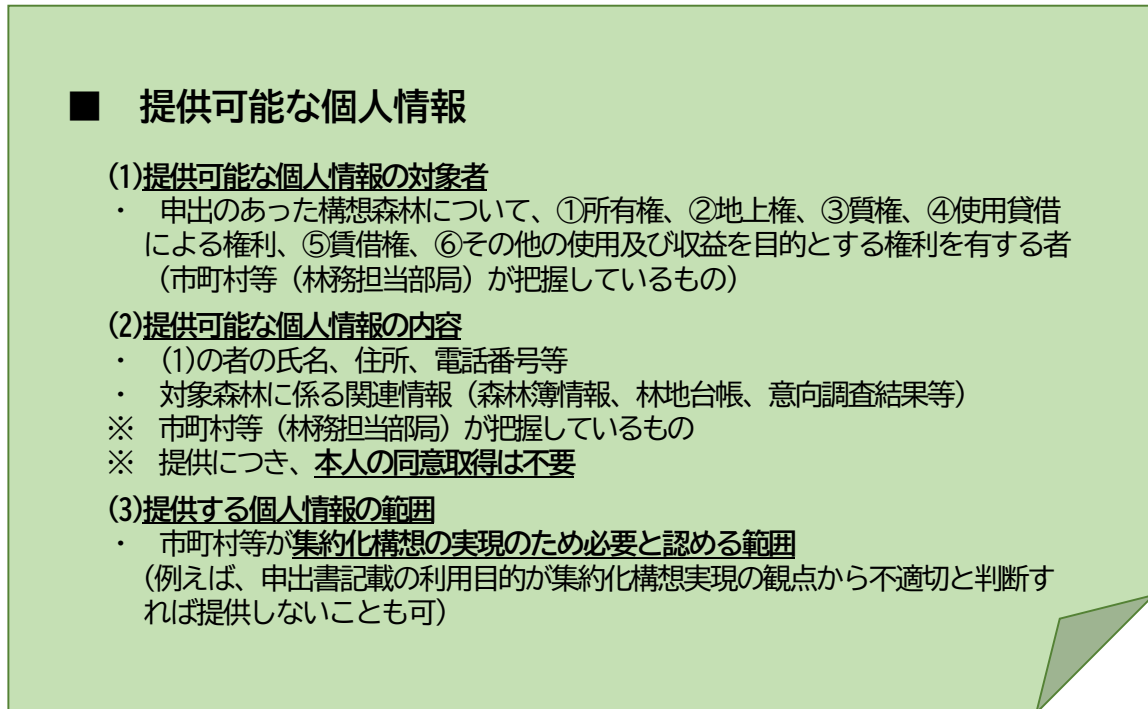 ■ 提供可能な個人情報
(1)提供可能な個人情報の対象者
・ 申出のあった構想森林について、①所有権、②地上権、③質権、④使用貸借
による権利、⑤賃借権、⑥その他の使用及び収益を目的とする権利を有する者
(市町村等(林務担当部局)が把握しているもの)
(2)提供可能な個人情報の内容
・ (1)の者の氏名、住所、電話番号等
・ 対象森林に係る関連情報(森林簿情報、林地台帳、意向調査結果等)
※ 市町村等(林務担当部局)が把握しているもの
※ 提供につき、本人の同意取得は不要
(3)提供する個人情報の範囲
・ 市町村等が集約化構想の実現のため必要と認める範囲
(例えば、申出書記載の利用目的が集約化構想実現の観点から不適切と判断す
れば提供しないことも可)